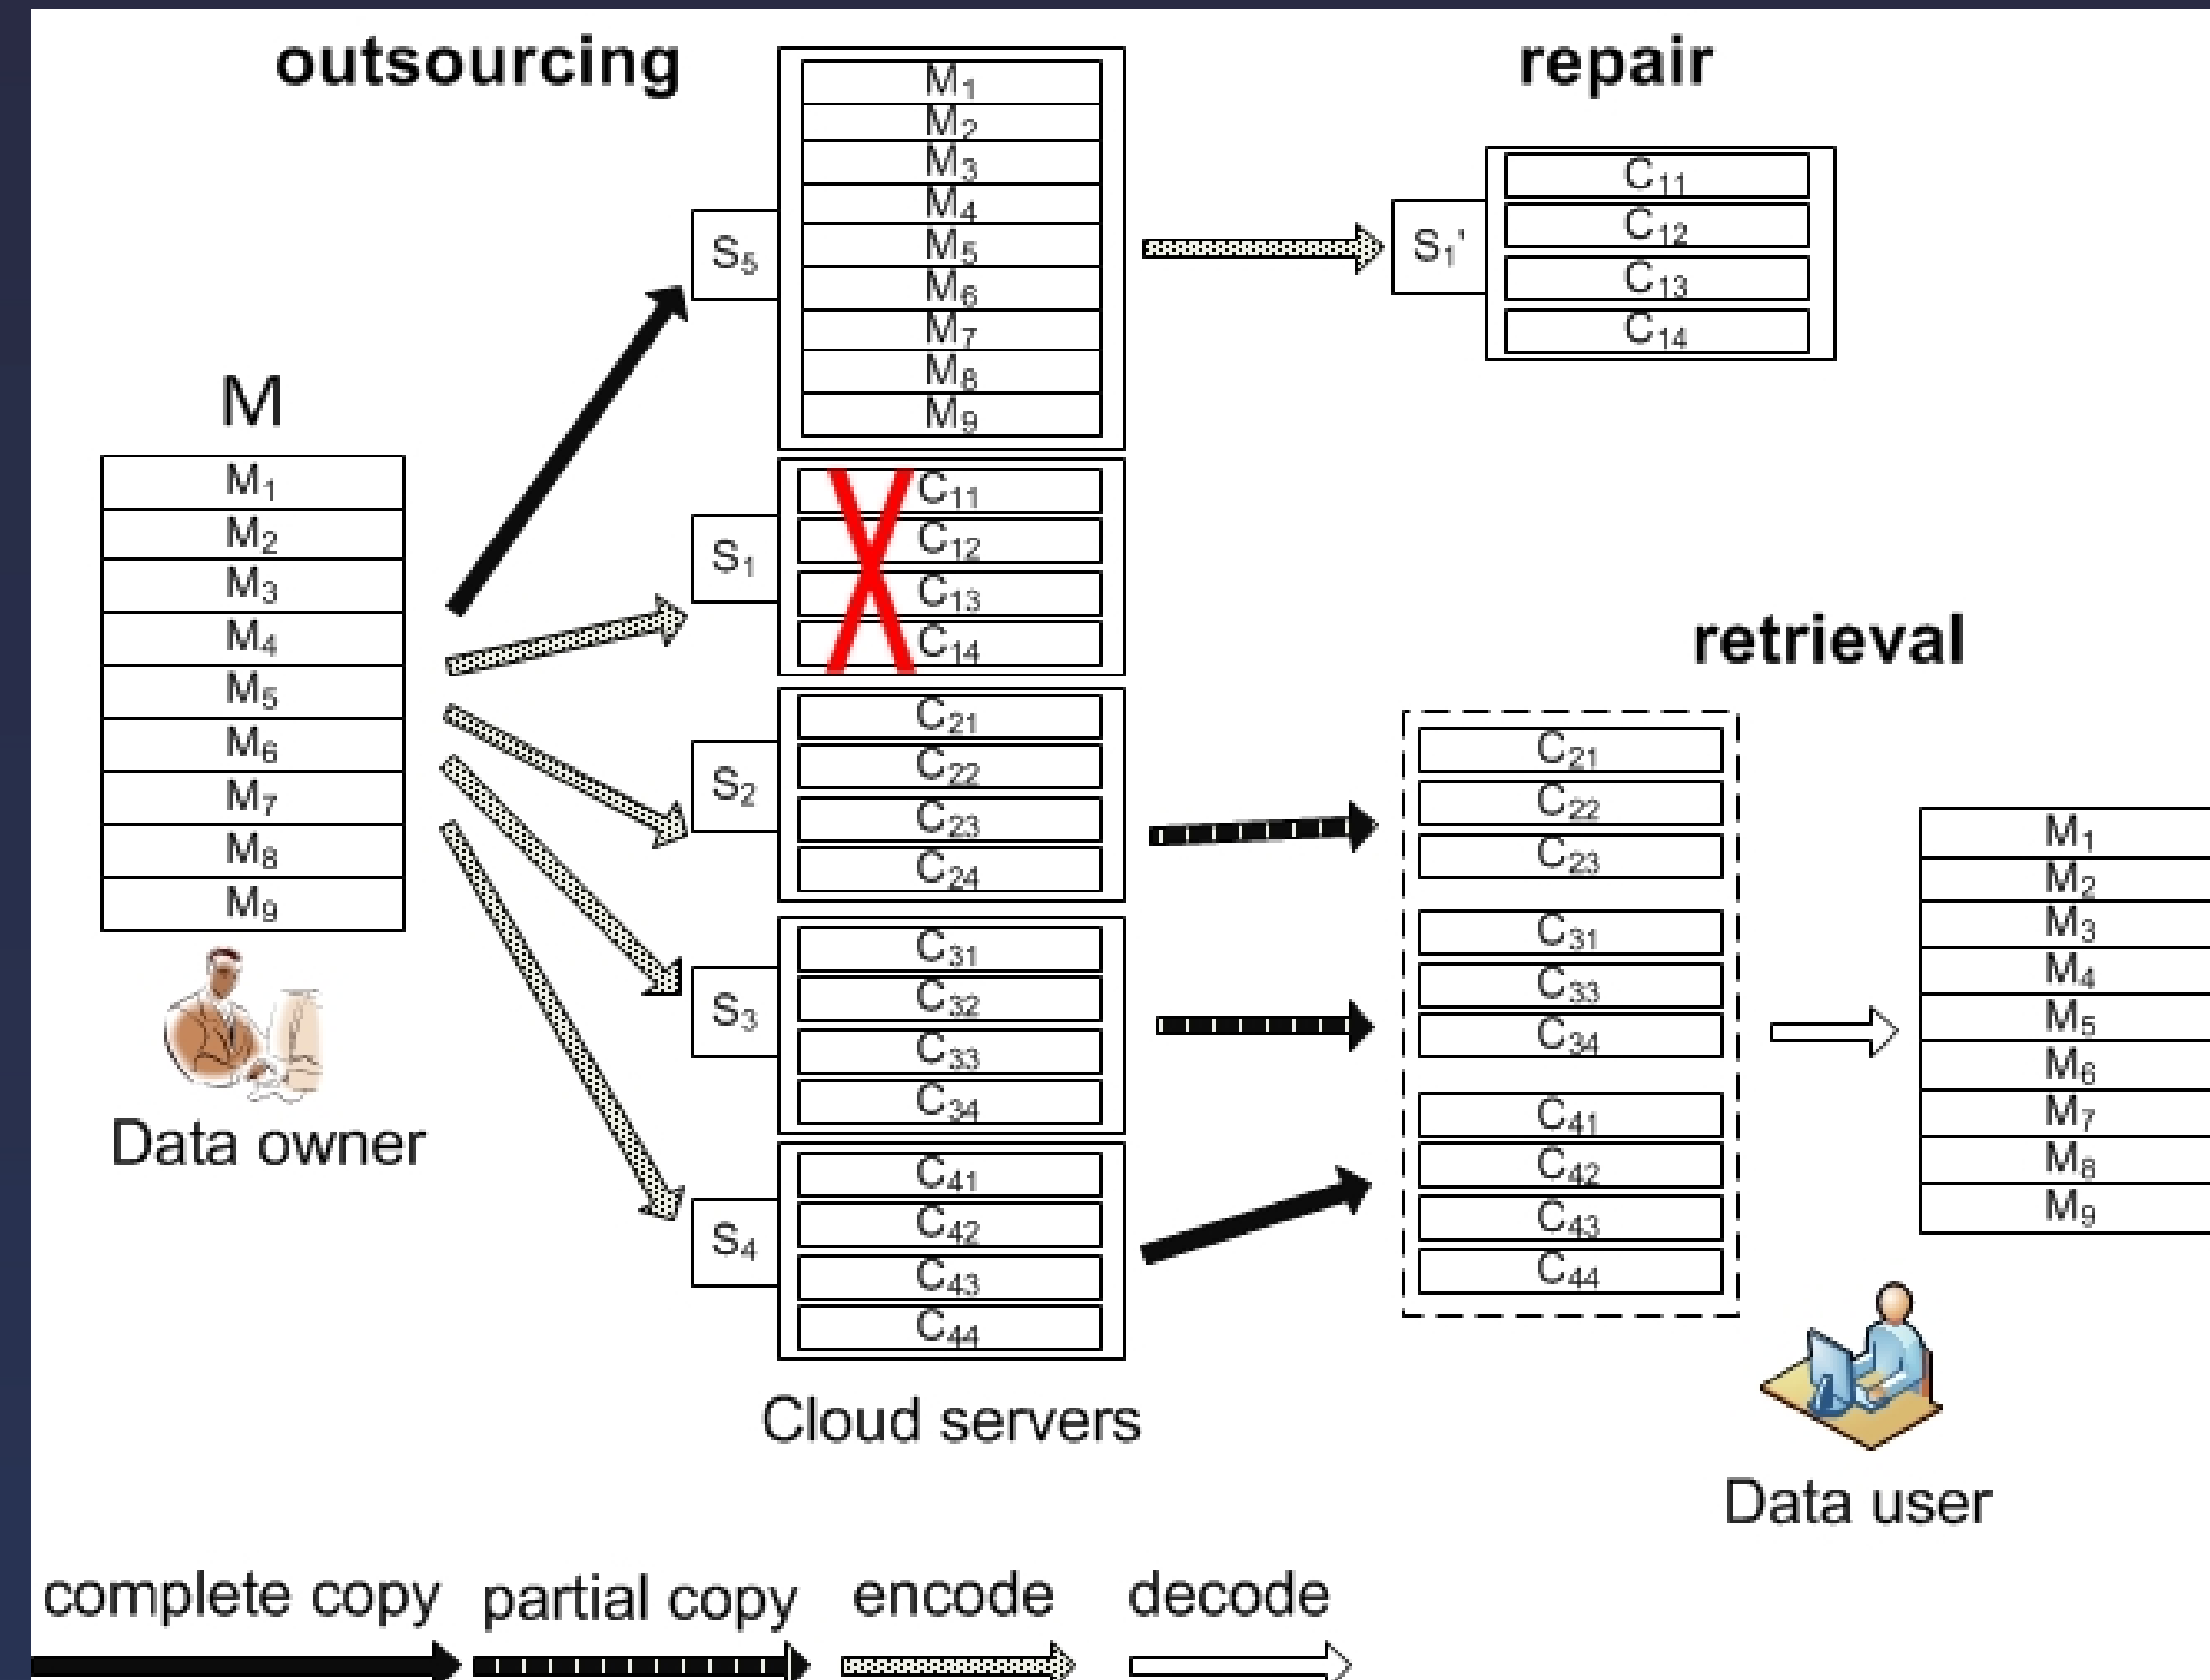 outsourcing
repair
M
M₁
M₂
M₃
M₄
M₅
M₆
M₇
M₈
M₉
Data owner
S₅
M₁
M₂
M₃
M₄
M₅
M₆
M₇
M₈
M₉
S₁
C₁₁
C₁₂
C₁₃
C₁₄
S₂
C₂₁
C₂₂
C₂₃
C₂₄
S₃
C₃₁
C₃₂
C₃₃
C₃₄
S₄
C₄₁
C₄₂
C₄₃
C₄₄
Cloud servers
S₁'
C₁₁
C₁₂
C₁₃
C₁₄
retrieval
C₂₁
C₂₂
C₂₃
C₃₁
C₃₃
C₃₄
C₄₁
C₄₂
C₄₃
C₄₄
M₁
M₂
M₃
M₄
M₅
M₆
M₇
M₈
M₉
Data user
complete copy partial copy encode decode